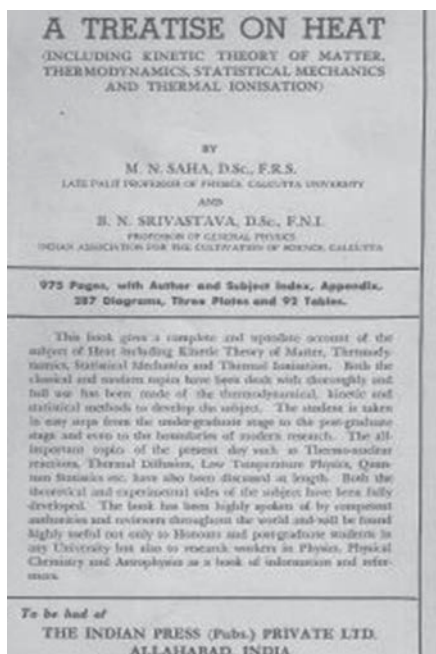 A TREATISE ON HEAT
(INCLUDING KINETIC THEORY OF MATTER,
THERMODYNAMICS, STATISTICAL MECHANICS
AND THERMAL IONISATION)
BY
M. N. SAHA, D.Sc., F.R.S.
LATE PALIT PROFESSOR OF PHYSICS, CALCUTTA UNIVERSITY
AND
B. N. SRIVASTAVA, D.Sc., F.N.I.
PROFESSOR OF GENERAL PHYSICS
INDIAN ASSOCIATION FOR THE CULTIVATION OF SCIENCE, CALCUTTA
975 Pages, with Author and Subject Index, Appendix,
287 Diagrams, Three Plates and 92 Tables.
This book gives a complete and uptodate account of the
subject of Heat including Kinetic Theory of Matter, Thermody-
namics, Statistical Mechanics and Thermal Ionisation. Both the
classical and modern topics have been dealt with thoroughly and
full use has been made of the thermodynamical, kinetic and
statistical methods to develop the subject. The student is taken
in easy steps from the under-graduate stage to the post-graduate
stage and even to the boundaries of modern research. The all-
important topics of the present day such as Thermo-nuclear
reactions, Thermal Diffusion, Low Temperature Physics, Quan-
tum Statistics etc. have also been discussed at length. Both the
theoretical and experimental sides of the subject have been fully
developed. The book has been highly spoken of by competent
authorities and reviewers throughout the world and will be found
highly useful not only to Honours and post-graduate students in
any University but also to research workers in Physics, Physical
Chemistry and Astrophysics as a book of information and refer-
ences.
To be had of
THE INDIAN PRESS (Pubs.) PRIVATE LTD.
ALLAHABAD, INDIA